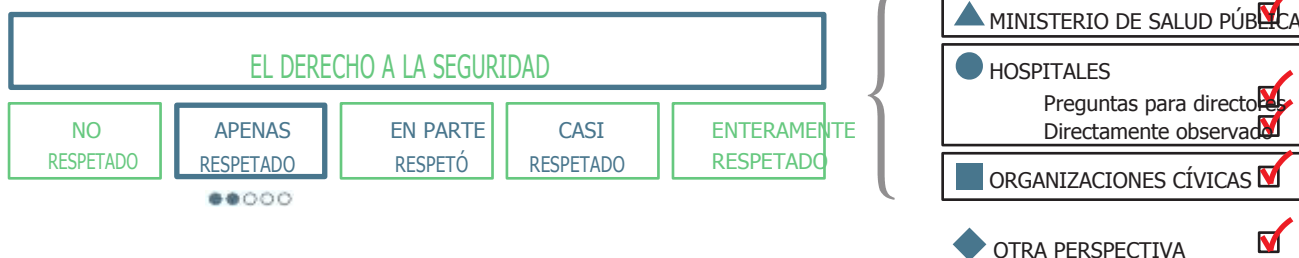 EL DERECHO A LA SEGURIDAD
NO
RESPETADO
APENAS
RESPETADO
EN PARTE
RESPETÓ
CASI
RESPETADO
ENTERAMENTE
RESPETADO
MINISTERIO DE SALUD PÚBLICA
HOSPITALES
Preguntas para directores
Directamente observado
ORGANIZACIONES CÍVICAS
OTRA PERSPECTIVA